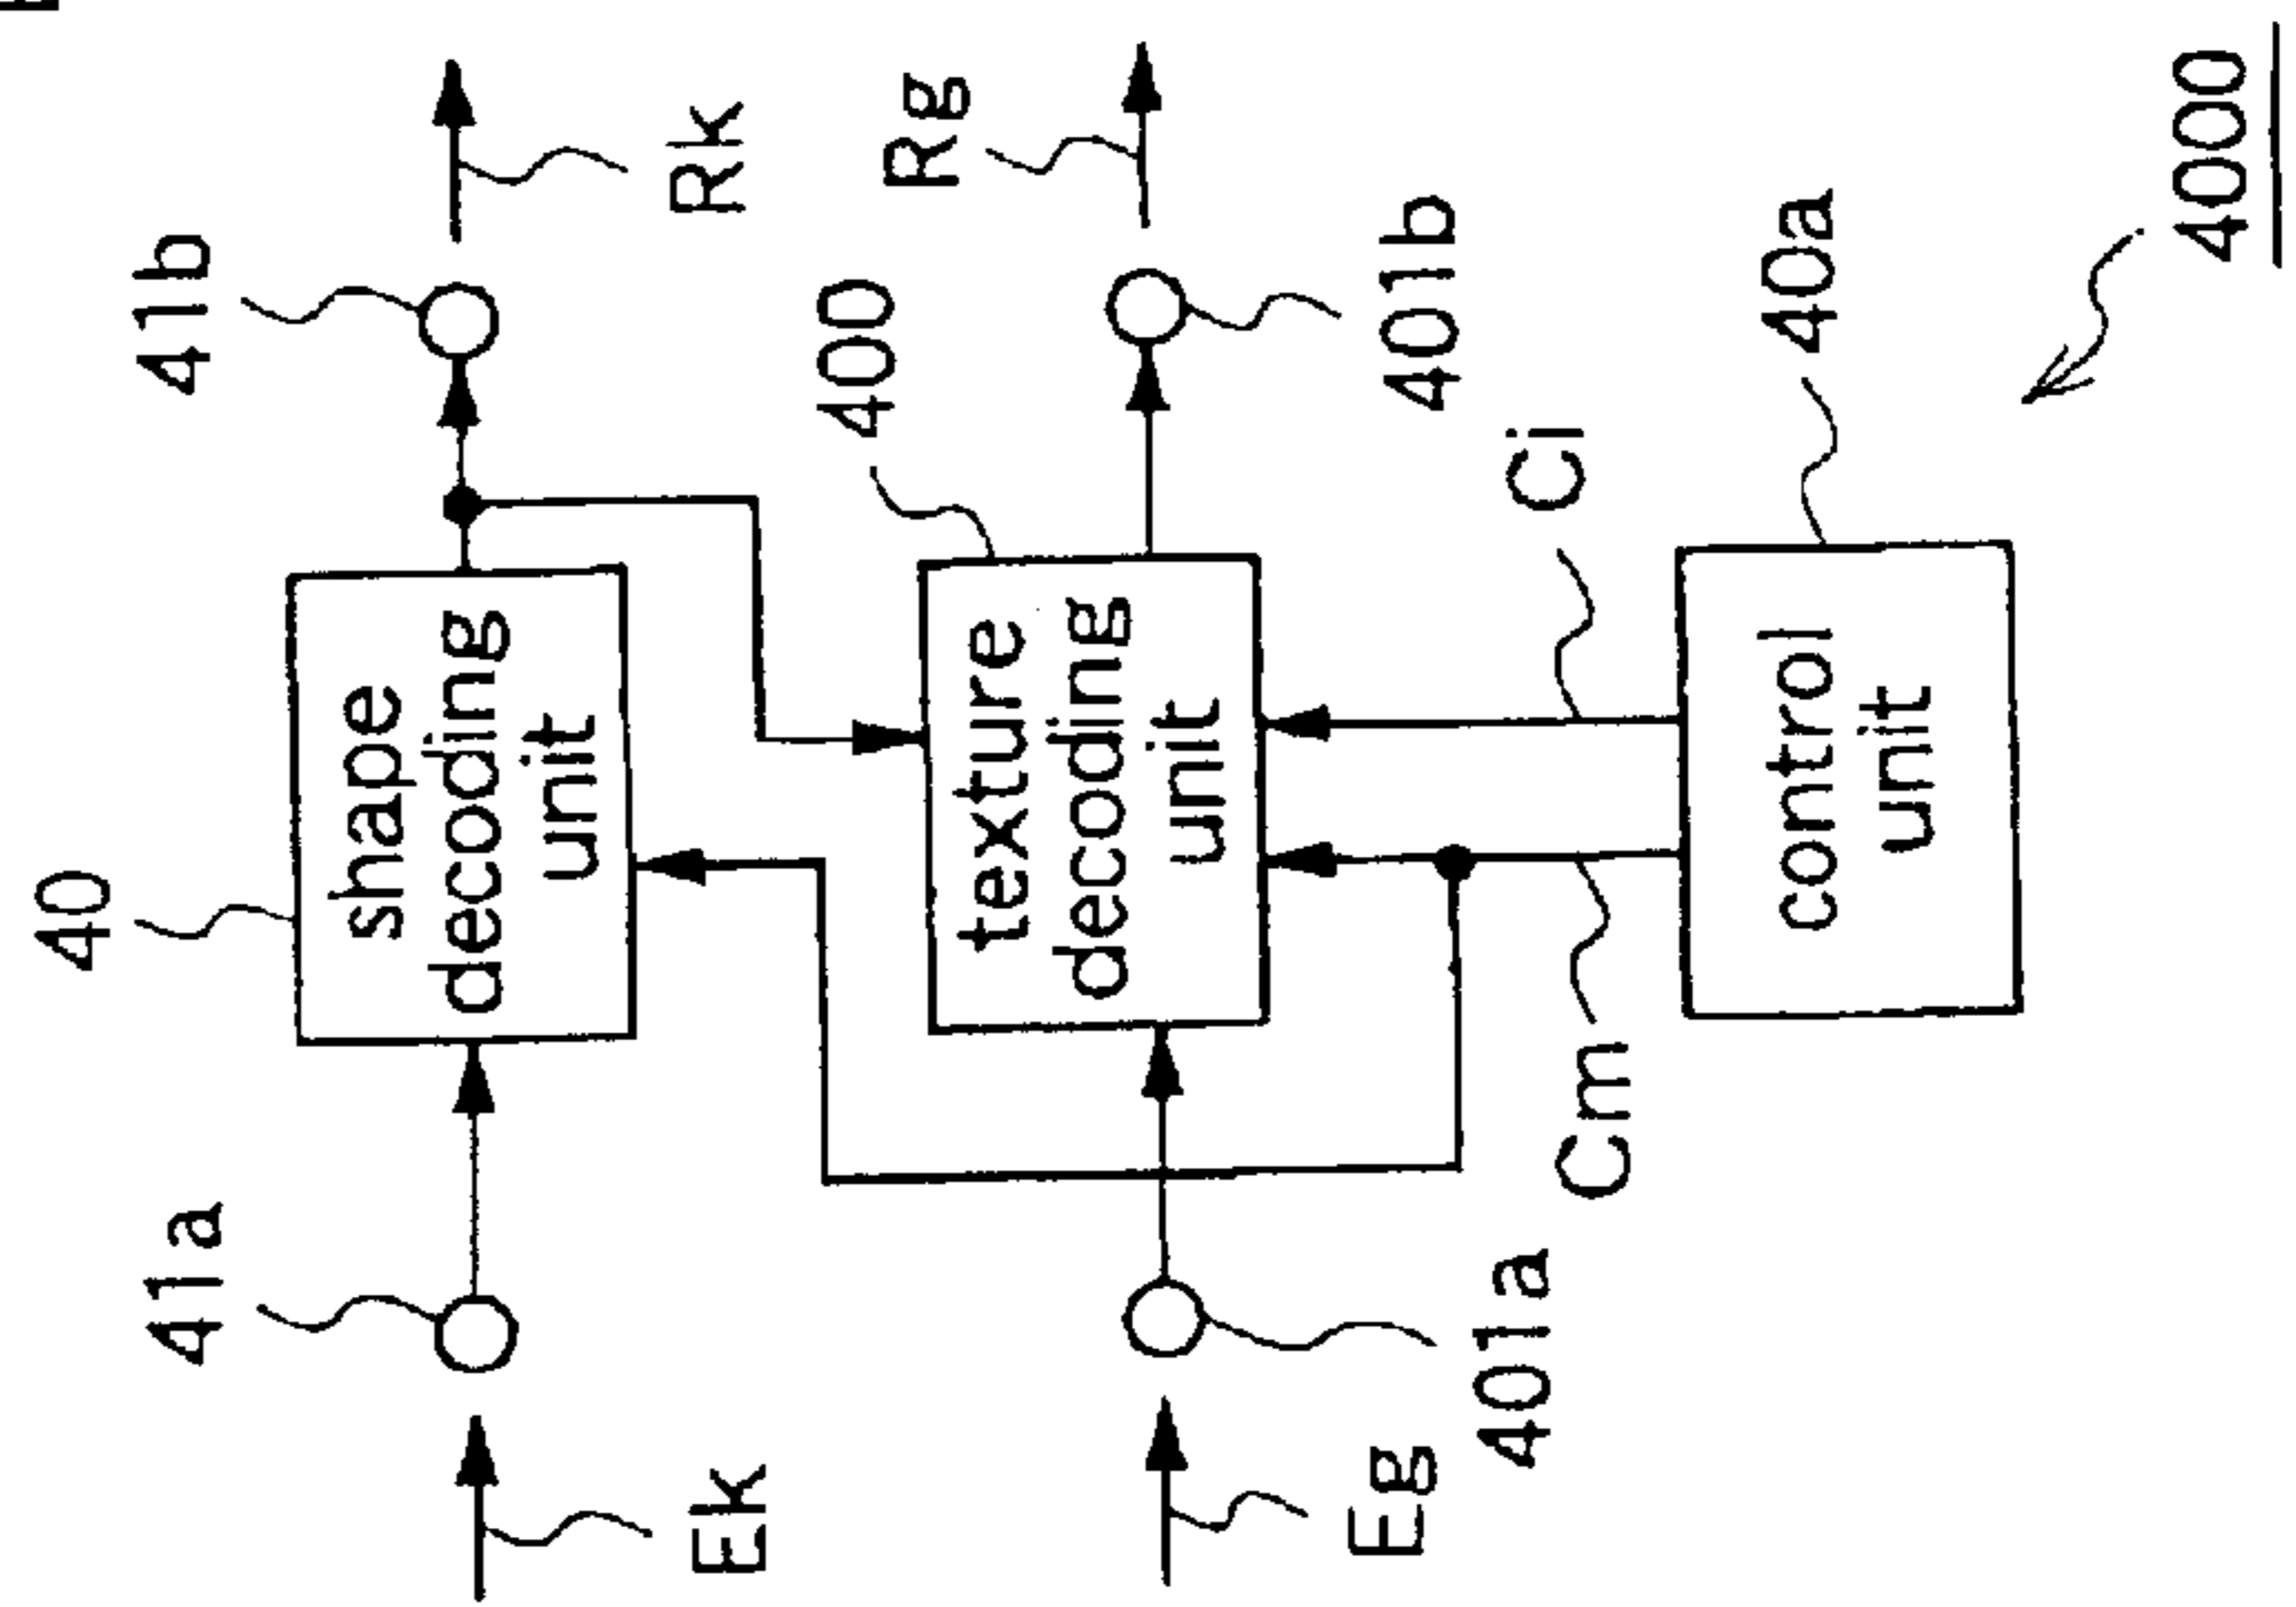 40
41a
41b
Ek
shape
decoding
unit
Rk
400
Rg
Eg
texture
decoding
unit
401a
401b
Cm
Ci
control
unit
40a
4000